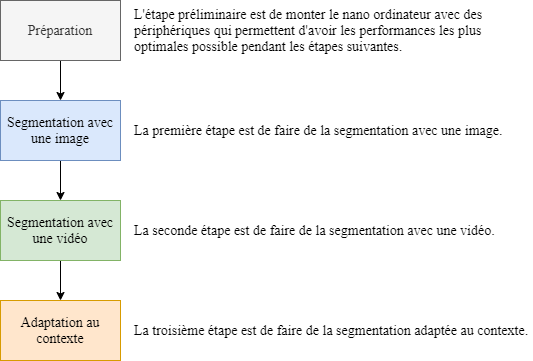 Préparation
L'étape préliminaire est de monter le nano ordinateur avec des
périphériques qui permettent d'avoir les performances les plus
optimales possible pendant les étapes suivantes.
Segmentation avec
une image
La première étape est de faire de la segmentation avec une image.
Segmentation avec
une vidéo
La seconde étape est de faire de la segmentation avec une vidéo.
Adaptation au
contexte
La troisième étape est de faire de la segmentation adaptée au contexte.